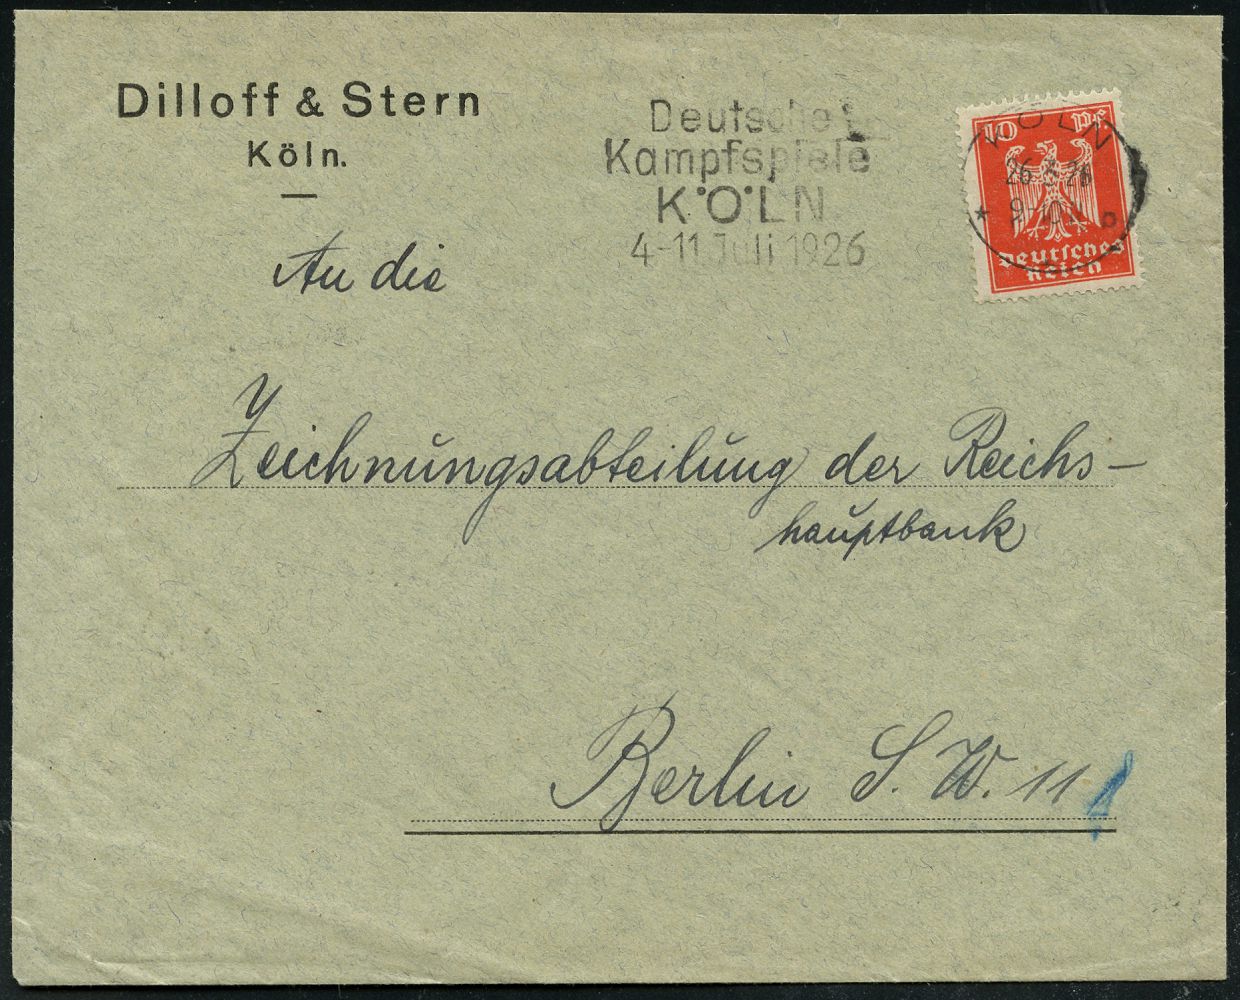 Dilloff & Stern
Köln.
Deutsche
Kampfspiele
KÖLN
4-11. Juli 1926
10 Pf
KÖLN
Deutsches
Reich
An die
Zeichnungsabteilung der Reichs-
hauptbank
Berlin S.W. 11